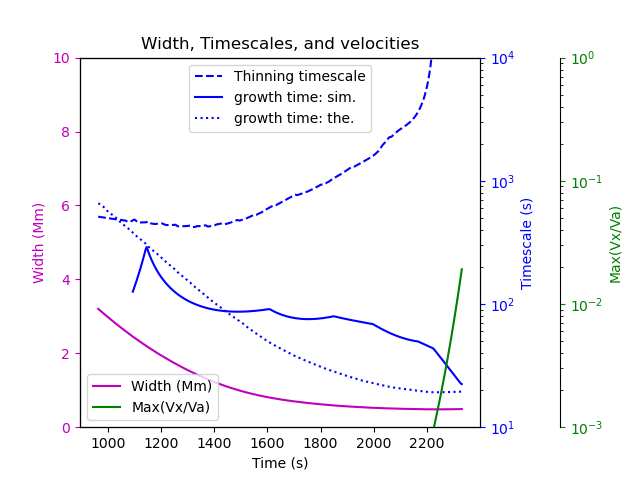 Width, Timescales, and velocities
10
8
6
4
2
0
Width (Mm)
Thinning timescale
growth time: sim.
growth time: the.
Width (Mm)
Max(Vx/Va)
1000 1200 1400 1600 1800 2000 2200
Time (s)
10^4
10^3
10^2
10^1
Timescale (s)
10^0
10^-1
10^-2
10^-3
Max(Vx/Va)